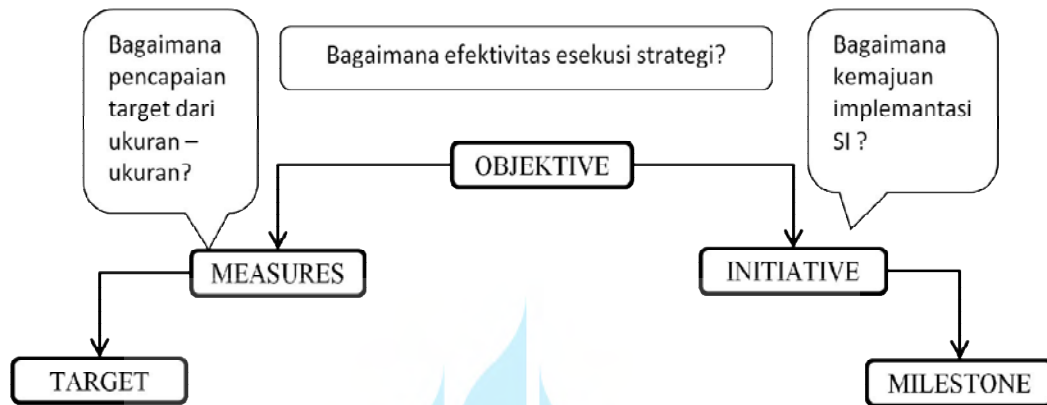 Bagaimana
pencapaian
target dari
ukuran –
ukuran?
Bagaimana efektivitas esekusi strategi?
Bagaimana
kemajuan
implemantasi
SI ?
OBJEKTIVE
MEASURES
INITIATIVE
TARGET
MILESTONE